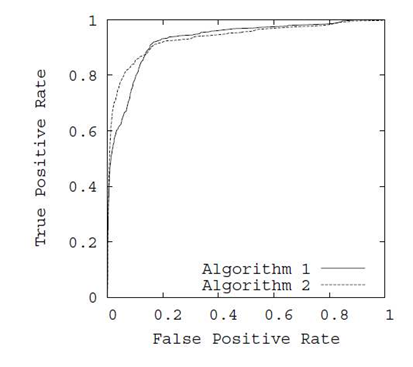 1
0.8
0.6
0.4
0.2
0
True Positive Rate
Algorithm 1
Algorithm 2
0 0.2 0.4 0.6 0.8 1
False Positive Rate